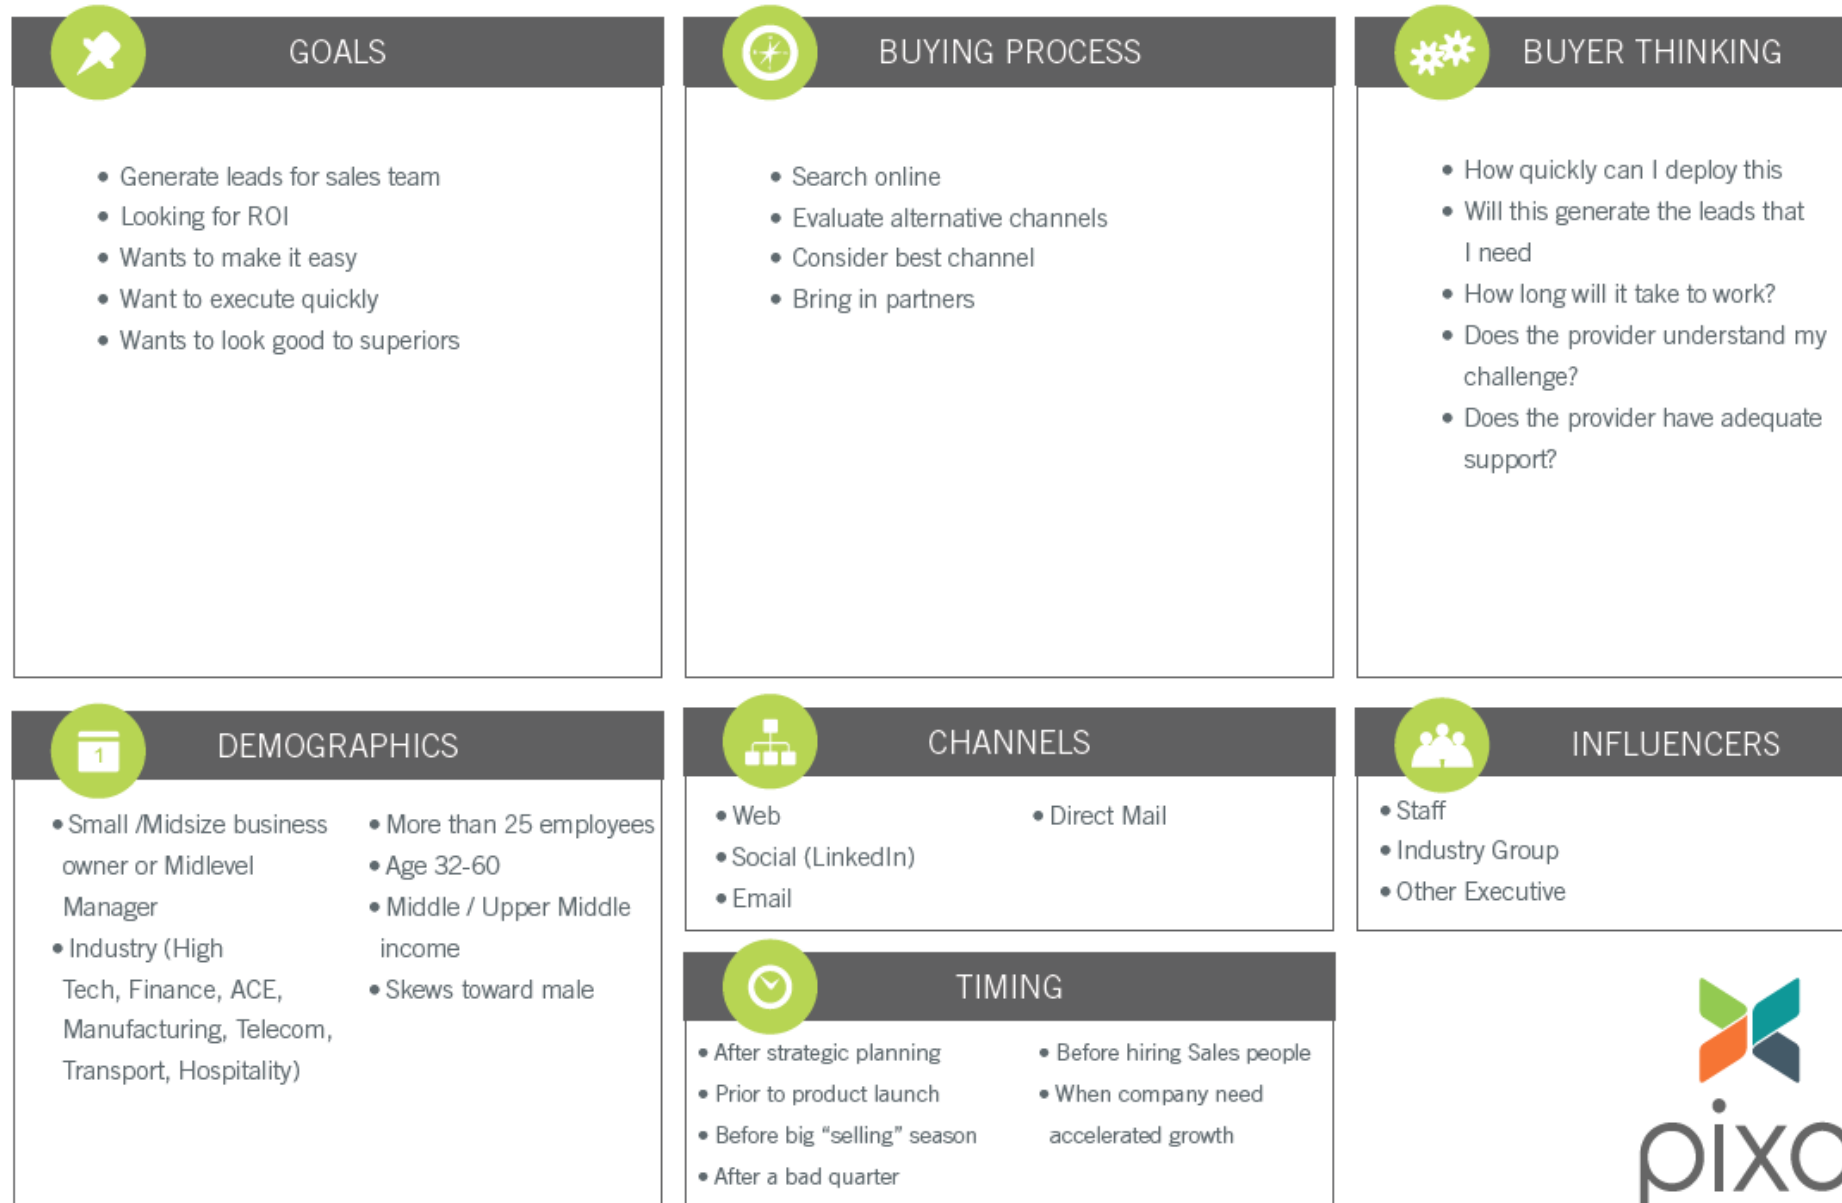 GOALS
• Generate leads for sales team
• Looking for ROI
• Wants to make it easy
• Want to execute quickly
• Wants to look good to superiors
BUYING PROCESS
• Search online
• Evaluate alternative channels
• Consider best channel
• Bring in partners
BUYER THINKING
• How quickly can I deploy this
• Will this generate the leads that
I need
• How long will it take to work?
• Does the provider understand my
challenge?
• Does the provider have adequate
support?
1
DEMOGRAPHICS
• Small /Midsize business
owner or Midlevel
Manager
• Industry (High
Tech, Finance, ACE,
Manufacturing, Telecom,
Transport, Hospitality)
• More than 25 employees
• Age 32-60
• Middle / Upper Middle
income
• Skews toward male
CHANNELS
• Web
• Social (LinkedIn)
• Email
• Direct Mail
INFLUENCERS
• Staff
• Industry Group
• Other Executive
TIMING
• After strategic planning
• Prior to product launch
• Before big “selling” season
• After a bad quarter
• Before hiring Sales people
• When company need
accelerated growth